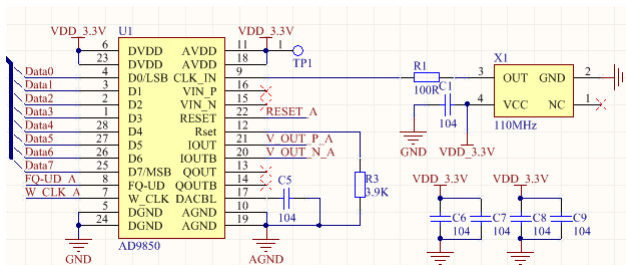 VDD_3.3V U1 VDD_3.3V
6 DVDD AVDD 11 1 TP1
23 DVDD AVDD 18
Data0 4 D0/LSB CLK_IN 9 R1 100R 3 OUT GND 2 X1
Data1 3 D1 VIN_P 16
Data2 2 D2 VIN_N 15 C1 104 4 VCC NC 1
Data3 1 D3 RESET 22 RESET_A 110MHz
Data4 28 D4 Rset 12 GND VDD_3.3V
Data5 27 D5 IOUT 21 V_OUT_P_A
Data6 26 D6 IOUTB 20 V_OUT_N_A
Data7 25 D7/MSB QOUT 13
FQ-UD_A 8 FQ-UD QOUTB 14 C5 R3 VDD_3.3V VDD_3.3V
W_CLK_A 7 W_CLK DACBL 17 104 3.9K
5 DGND AGND 10 C6 C7 C8 C9
24 DGND AGND 19 104 104 104 104
GND AD9850 AGND